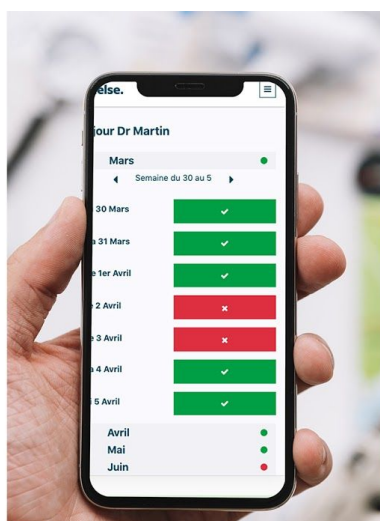 else.
jour Dr Martin
Mars
Semaine du 30 au 5
30 Mars
31 Mars
1er Avril
2 Avril
3 Avril
4 Avril
5 Avril
Avril
Mai
Juin